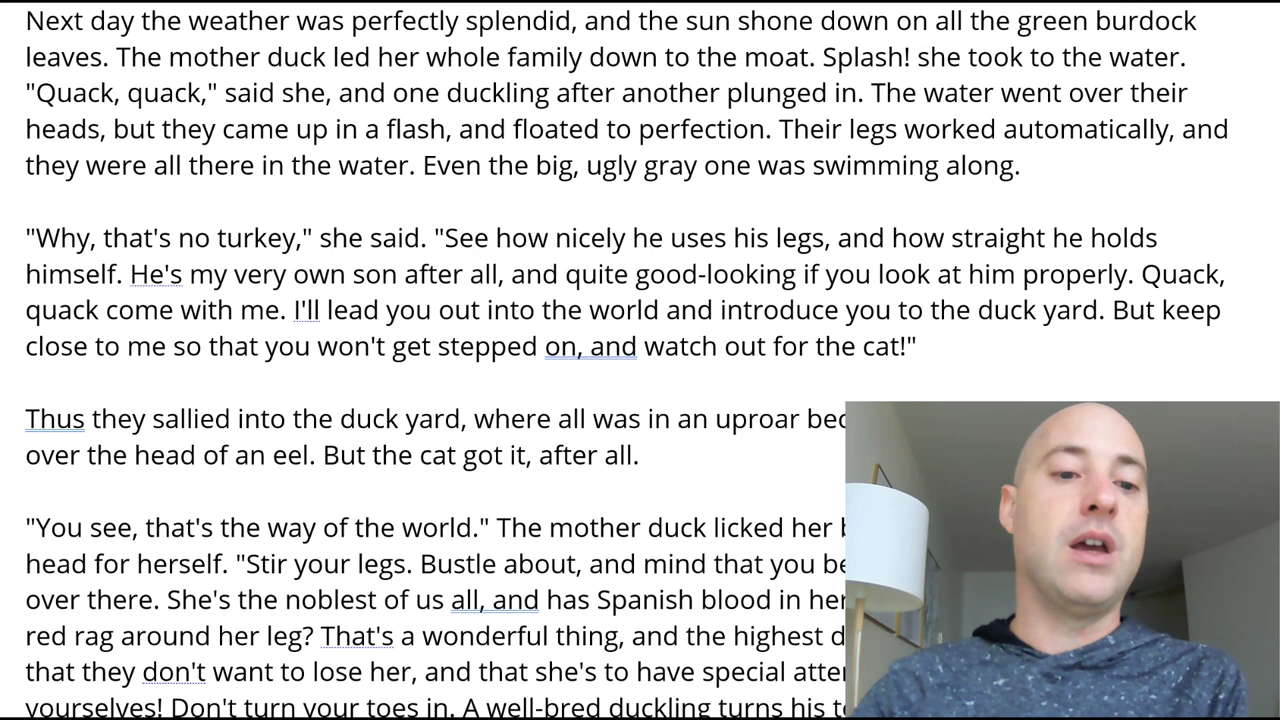 Next day the weather was perfectly splendid, and the sun shone down on all the green burdock
leaves. The mother duck led her whole family down to the moat. Splash! she took to the water.
"Quack, quack," said she, and one duckling after another plunged in. The water went over their
heads, but they came up in a flash, and floated to perfection. Their legs worked automatically, and
they were all there in the water. Even the big, ugly gray one was swimming along.
"Why, that's no turkey," she said. "See how nicely he uses his legs, and how straight he holds
himself. He's my very own son after all, and quite good-looking if you look at him properly. Quack,
quack come with me. I'll lead you out into the world and introduce you to the duck yard. But keep
close to me so that you won't get stepped on, and watch out for the cat!"
Thus they sallied into the duck yard, where all was in an uproar
over the head of an eel. But the cat got it, after all.
"You see, that's the way of the world." The mother duck licked her
head for herself. "Stir your legs. Bustle about, and mind that you
over there. She's the noblest of us all, and has Spanish blood in her
red rag around her leg? That's a wonderful thing, and the highest
that they don't want to lose her, and that she's to have special
yourselves! Don't turn your toes in. A well-bred duckling turns his